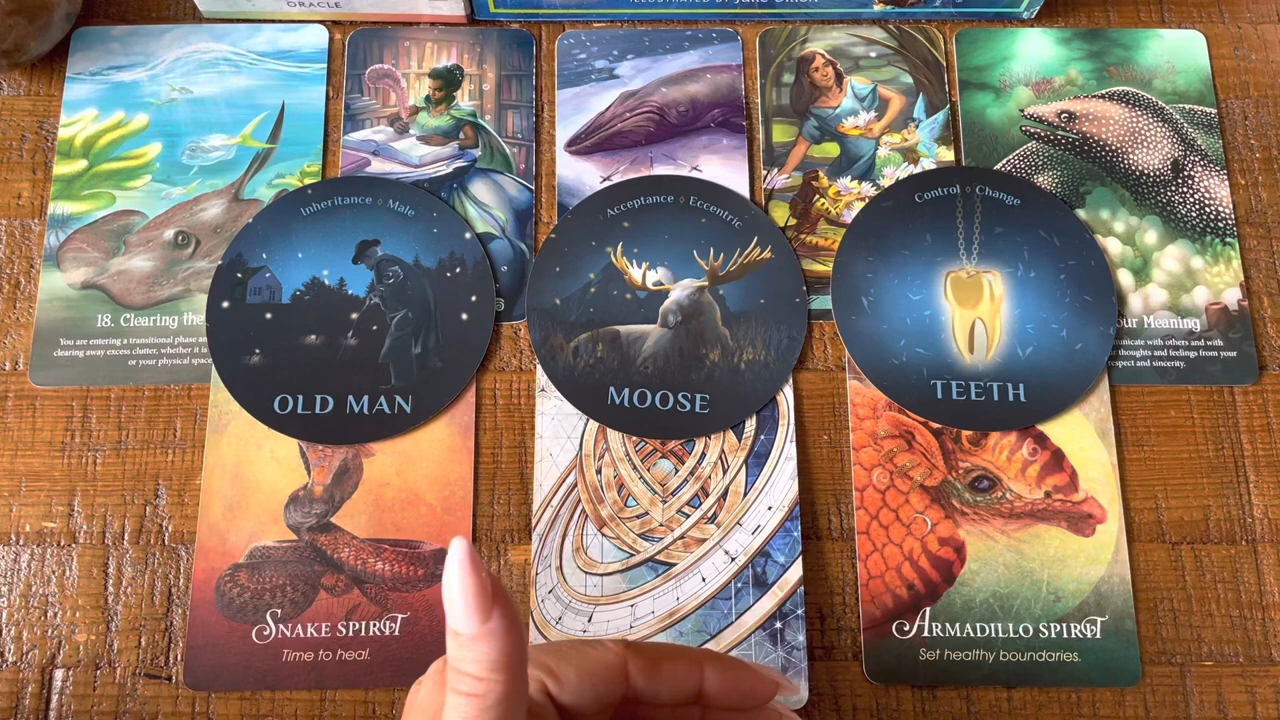 ORACLE
ILLUSTRATED BY
18. Clearing the
You are entering a transitional phase
clearing away excess clutter, whether it is
or your physical space
Inheritance ◊ Male
OLD MAN
Acceptance ◊ Eccentric
MOOSE
Control ◊ Change
TEETH
our Meaning
municate with others and with
thoughts and feelings from your
respect and sincerity.
SNAKE SPIRIT
Time to heal.
ARMADILLO SPIRIT
Set healthy boundaries.